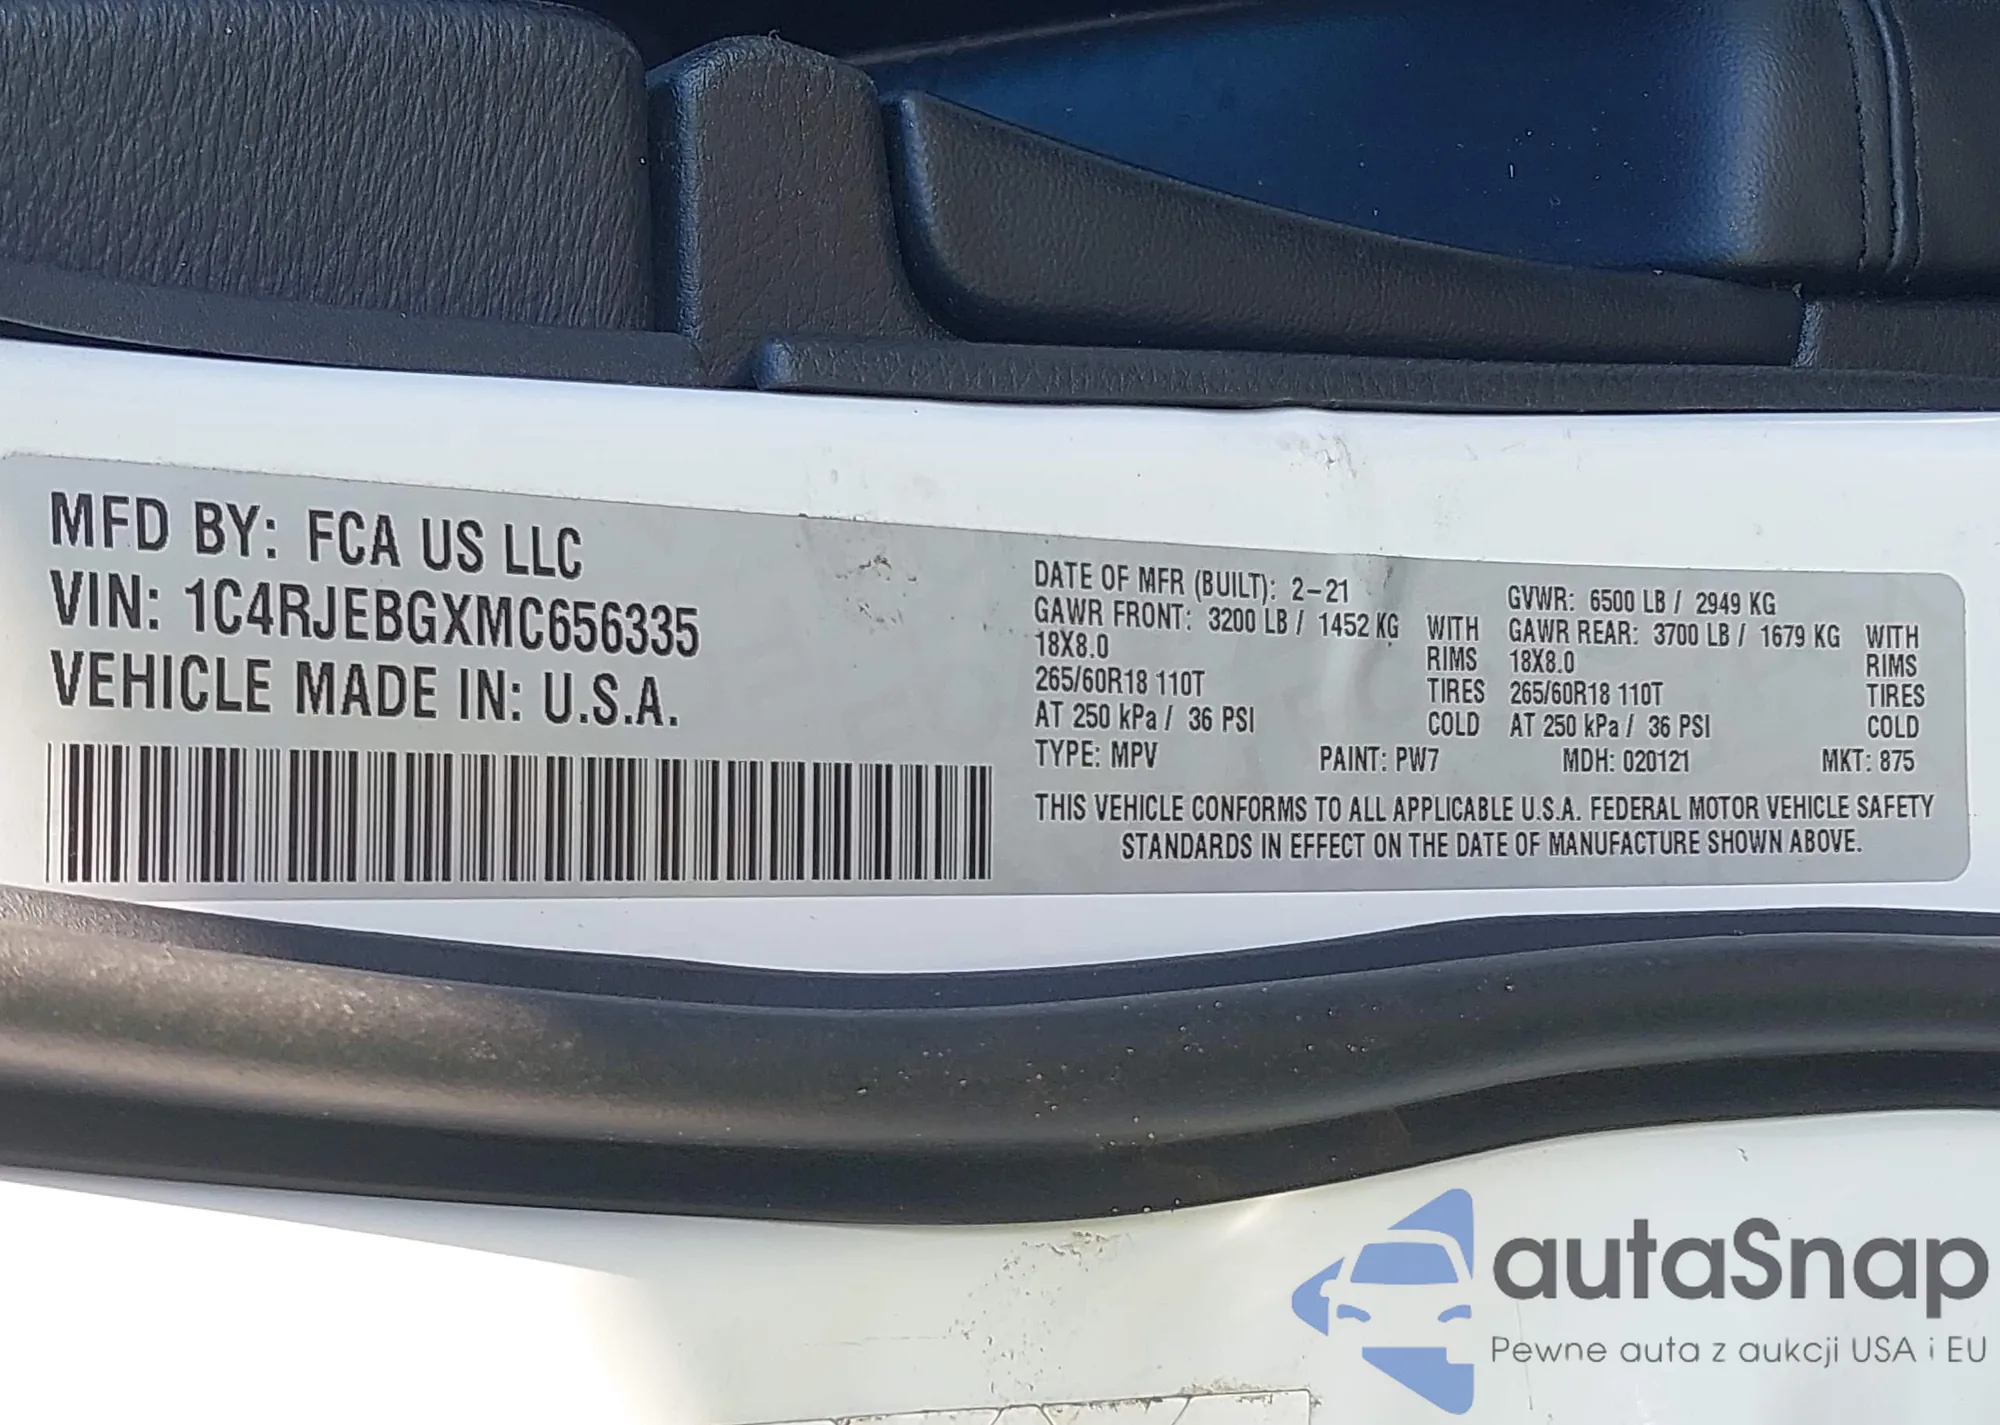 MFD BY: FCA US LLC
VIN: 1C4RJEBGXMC656335
VEHICLE MADE IN: U.S.A.
DATE OF MFR (BUILT): 2-21
GAWR FRONT: 3200 LB / 1452 KG WITH
18X8.0 RIMS
265/60R18 110T TIRES
AT 250 kPa / 36 PSI COLD
GVWR: 6500 LB / 2949 KG
GAWR REAR: 3700 LB / 1679 KG WITH
18X8.0 RIMS
265/60R18 110T TIRES
AT 250 kPa / 36 PSI COLD
TYPE: MPV PAINT: PW7 MDH: 020121 MKT: 875
THIS VEHICLE CONFORMS TO ALL APPLICABLE U.S.A. FEDERAL MOTOR VEHICLE SAFETY
STANDARDS IN EFFECT ON THE DATE OF MANUFACTURE SHOWN ABOVE.
autaSnap
Pewne auta z aukcji USA i EU